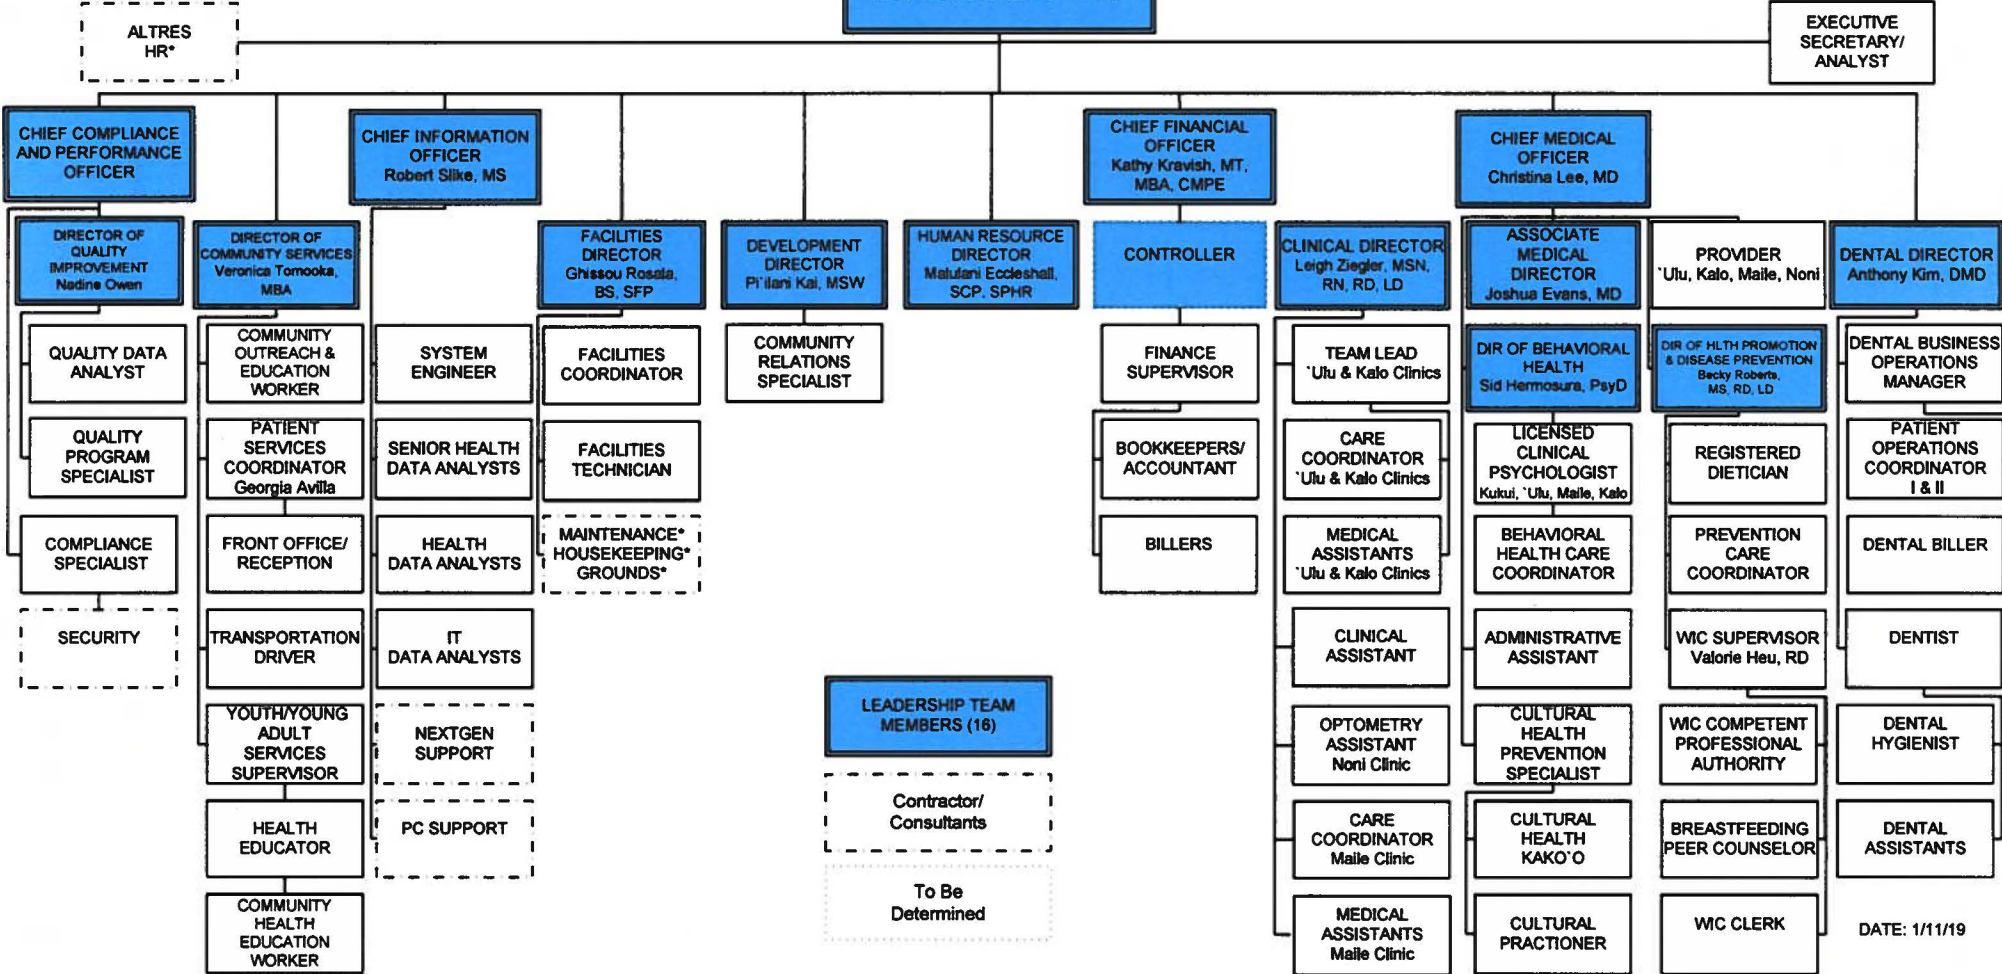 ALTRES
HR*
EXECUTIVE
SECRETARY/
ANALYST
CHIEF COMPLIANCE
AND PERFORMANCE
OFFICER
CHIEF INFORMATION
OFFICER
Robert Slike, MS
CHIEF FINANCIAL
OFFICER
Kathy Kravish, MT,
MBA, CMPE
CHIEF MEDICAL
OFFICER
Christina Lee, MD
DIRECTOR OF
QUALITY
IMPROVEMENT
Nadine Owen
DIRECTOR OF
COMMUNITY SERVICES
Veronica Tomooka,
MBA
FACILITIES
DIRECTOR
Ghissou Rosata,
BS, SFP
DEVELOPMENT
DIRECTOR
Pi`ilani Kai, MSW
HUMAN RESOURCE
DIRECTOR
Malulani Eccleshall,
SCP, SPHR
CONTROLLER
CLINICAL DIRECTOR
Leigh Ziegler, MSN,
RN, RD, LD
ASSOCIATE
MEDICAL
DIRECTOR
Joshua Evans, MD
PROVIDER
`Ulu, Kalo, Maile, Noni
DENTAL DIRECTOR
Anthony Kim, DMD
QUALITY DATA
ANALYST
COMMUNITY
OUTREACH &
EDUCATION
WORKER
SYSTEM
ENGINEER
FACILITIES
COORDINATOR
COMMUNITY
RELATIONS
SPECIALIST
FINANCE
SUPERVISOR
TEAM LEAD
`Ulu & Kalo Clinics
DIR OF BEHAVIORAL
HEALTH
Sid Hermosura, PsyD
DIR OF HLTH PROMOTION
& DISEASE PREVENTION
Becky Roberts,
MS, RD, LD
DENTAL BUSINESS
OPERATIONS
MANAGER
QUALITY
PROGRAM
SPECIALIST
PATIENT
SERVICES
COORDINATOR
Georgia Avilla
SENIOR HEALTH
DATA ANALYSTS
FACILITIES
TECHNICIAN
BOOKKEEPERS/
ACCOUNTANT
CARE
COORDINATOR
`Ulu & Kalo Clinics
LICENSED
CLINICAL
PSYCHOLOGIST
Kukui, `Ulu, Maile, Kalo
REGISTERED
DIETICIAN
PATIENT
OPERATIONS
COORDINATOR
I & II
COMPLIANCE
SPECIALIST
FRONT OFFICE/
RECEPTION
HEALTH
DATA ANALYSTS
MAINTENANCE*
HOUSEKEEPING*
GROUNDS*
BILLERS
MEDICAL
ASSISTANTS
`Ulu & Kalo Clinics
BEHAVIORAL
HEALTH CARE
COORDINATOR
PREVENTION
CARE
COORDINATOR
DENTAL BILLER
SECURITY
TRANSPORTATION
DRIVER
IT
DATA ANALYSTS
CLINICAL
ASSISTANT
ADMINISTRATIVE
ASSISTANT
WIC SUPERVISOR
Valorie Heu, RD
DENTIST
LEADERSHIP TEAM
MEMBERS (16)
YOUTH/YOUNG
ADULT
SERVICES
SUPERVISOR
NEXTGEN
SUPPORT
OPTOMETRY
ASSISTANT
Noni Clinic
CULTURAL
HEALTH
PREVENTION
SPECIALIST
WIC COMPETENT
PROFESSIONAL
AUTHORITY
DENTAL
HYGIENIST
Contractor/
Consultants
HEALTH
EDUCATOR
PC SUPPORT
CARE
COORDINATOR
Maile Clinic
CULTURAL
HEALTH
KAKO`O
BREASTFEEDING
PEER COUNSELOR
DENTAL
ASSISTANTS
To Be
Determined
COMMUNITY
HEALTH
EDUCATION
WORKER
MEDICAL
ASSISTANTS
Maile Clinic
CULTURAL
PRACTIONER
WIC CLERK
DATE: 1/11/19